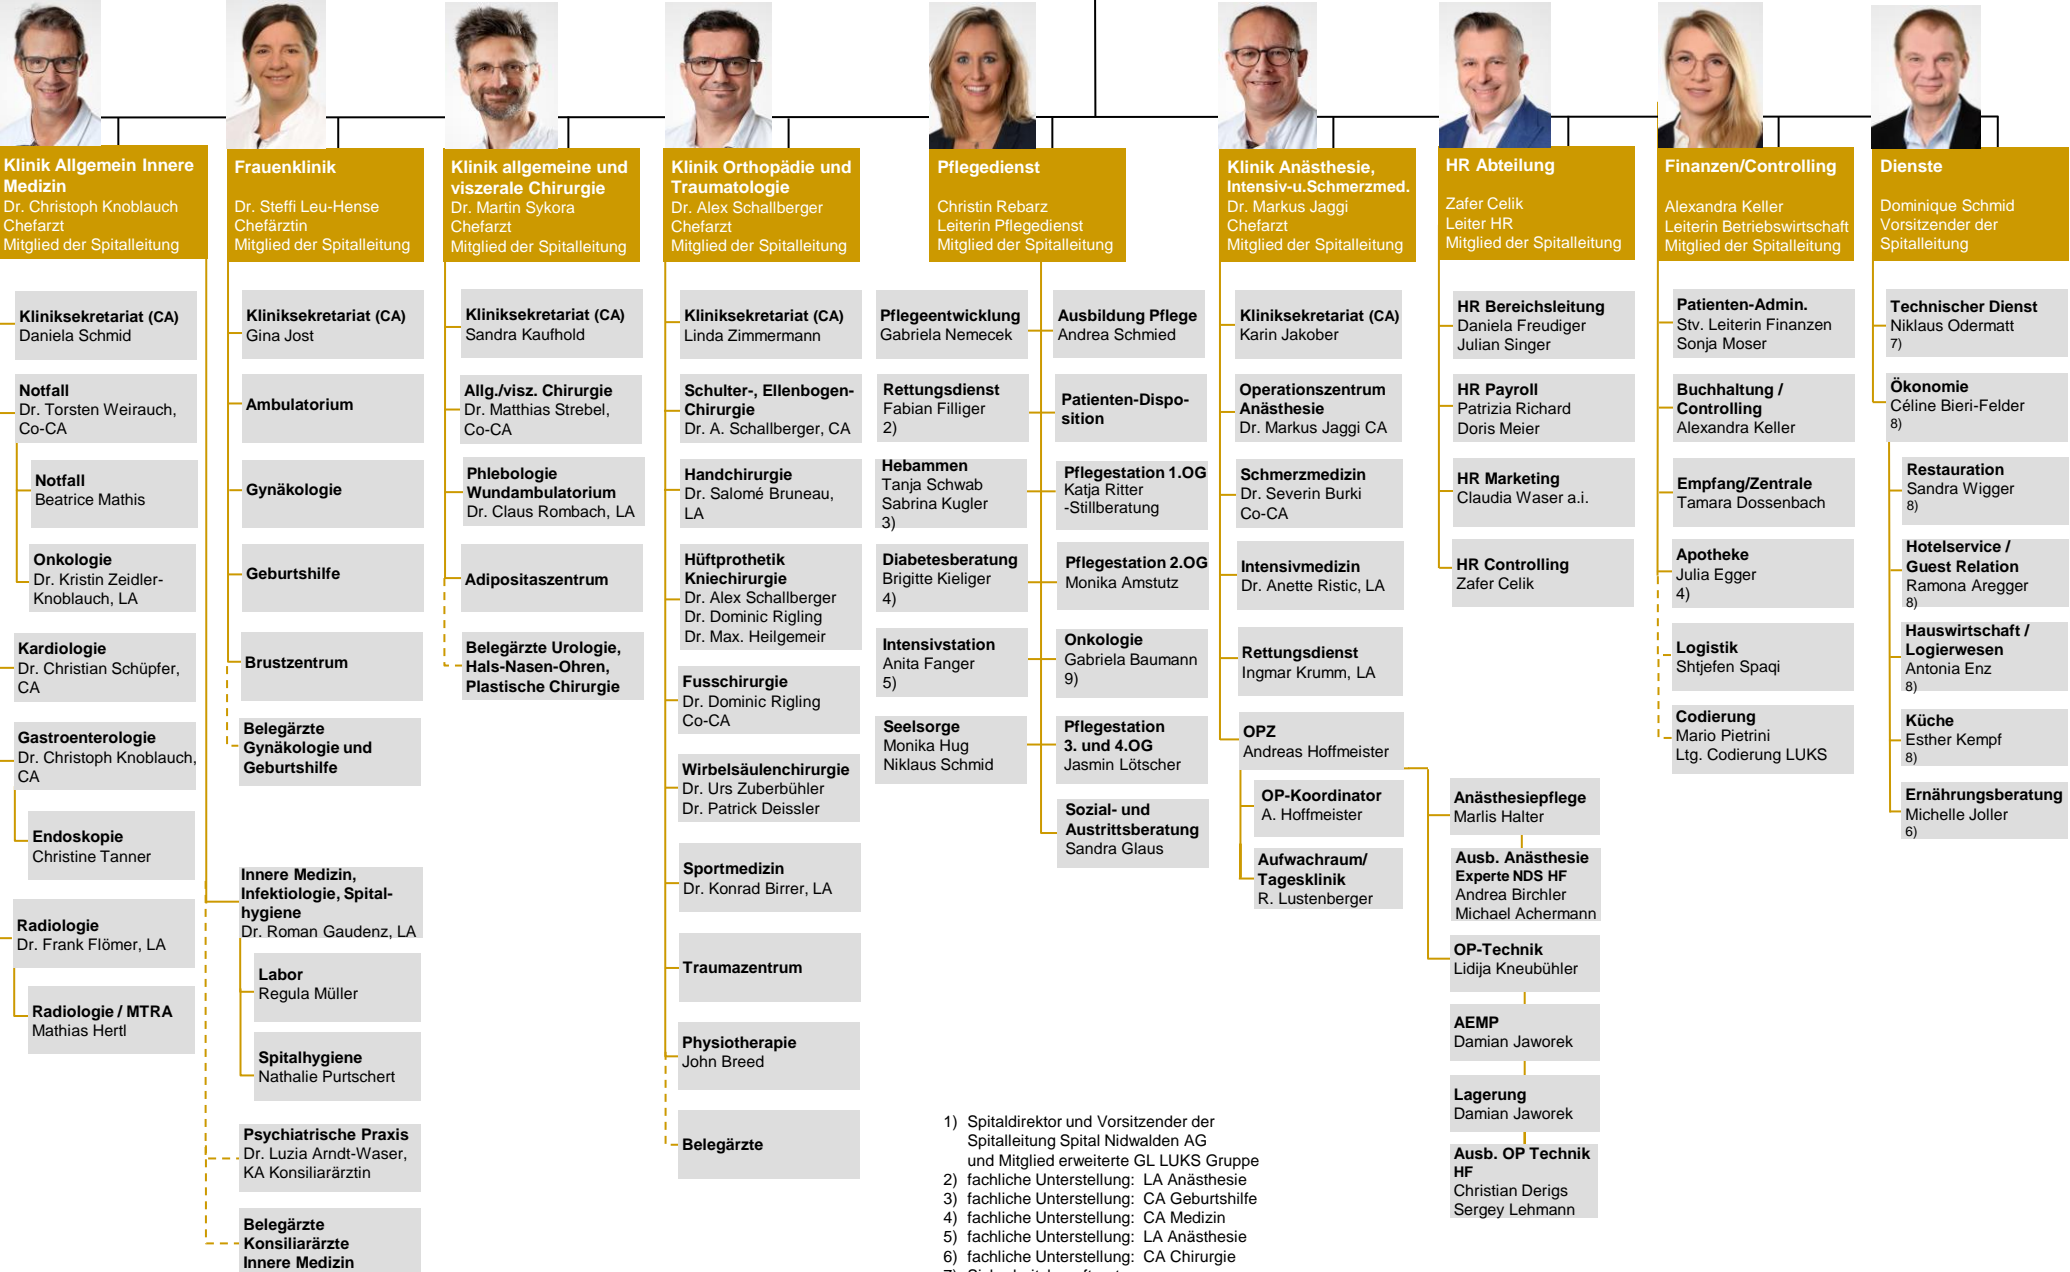 Klinik Allgemein Innere
Medizin
Dr. Christoph Knoblauch
Chefarzt
Mitglied der Spitalleitung
Kliniksekretariat (CA)
Daniela Schmid
Notfall
Dr. Torsten Weirauch,
Co-CA
Notfall
Beatrice Mathis
Onkologie
Dr. Kristin Zeidler-
Knoblauch, LA
Kardiologie
Dr. Christian Schüpfer,
CA
Gastroenterologie
Dr. Christoph Knoblauch,
CA
Endoskopie
Christine Tanner
Radiologie
Dr. Frank Flömer, LA
Radiologie / MTRA
Mathias Hertl
Frauenklinik
Dr. Steffi Leu-Hense
Chefärztin
Mitglied der Spitalleitung
Kliniksekretariat (CA)
Gina Jost
Ambulatorium
Gynäkologie
Geburtshilfe
Brustzentrum
Belegärzte
Gynäkologie und
Geburtshilfe
Innere Medizin,
Infektiologie, Spital-
hygiene
Dr. Roman Gaudenz, LA
Labor
Regula Müller
Spitalhygiene
Nathalie Purtschert
Psychiatrische Praxis
Dr. Luzia Arndt-Waser,
KA Konsiliarärztin
Belegärzte
Konsiliarärzte
Innere Medizin
Klinik allgemeine und
viszerale Chirurgie
Dr. Martin Sykora
Chefarzt
Mitglied der Spitalleitung
Kliniksekretariat (CA)
Sandra Kaufhold
Allg./visz. Chirurgie
Dr. Matthias Strebel,
Co-CA
Phlebologie
Wundambulatorium
Dr. Claus Rombach, LA
Adipositaszentrum
Belegärzte Urologie,
Hals-Nasen-Ohren,
Plastische Chirurgie
Klinik Orthopädie und
Traumatologie
Dr. Alex Schallberger
Chefarzt
Mitglied der Spitalleitung
Kliniksekretariat (CA)
Linda Zimmermann
Schulter-, Ellenbogen-
Chirurgie
Dr. A. Schallberger, CA
Handchirurgie
Dr. Salomé Bruneau,
LA
Hüftprothetik
Kniechirurgie
Dr. Alex Schallberger
Dr. Dominic Rigling
Dr. Max. Heilgemeir
Fusschirurgie
Dr. Dominic Rigling
Co-CA
Wirbelsäulenchirurgie
Dr. Urs Zuberbühler
Dr. Patrick Deissler
Sportmedizin
Dr. Konrad Birrer, LA
Traumazentrum
Physiotherapie
John Breed
Belegärzte
Pflegedienst
Christin Rebarz
Leiterin Pflegedienst
Mitglied der Spitalleitung
Pflegeentwicklung
Gabriela Nemecek
Rettungsdienst
Fabian Filliger
2)
Hebammen
Tanja Schwab
Sabrina Kugler
3)
Diabetesberatung
Brigitte Kieliger
4)
Intensivstation
Anita Fanger
5)
Seelsorge
Monika Hug
Niklaus Schmid
Ausbildung Pflege
Andrea Schmied
Patienten-Dispo-
sition
Pflegestation 1.OG
Katja Ritter
-Stillberatung
Pflegestation 2.OG
Monika Amstutz
Onkologie
Gabriela Baumann
9)
Pflegestation
3. und 4.OG
Jasmin Lötscher
Sozial- und
Austrittsberatung
Sandra Glaus
Klinik Anästhesie,
Intensiv-u.Schmerzmed.
Dr. Markus Jaggi
Chefarzt
Mitglied der Spitalleitung
Kliniksekretariat (CA)
Karin Jakober
Operationszentrum
Anästhesie
Dr. Markus Jaggi CA
Schmerzmedizin
Dr. Severin Burki
Co-CA
Intensivmedizin
Dr. Anette Ristic, LA
Rettungsdienst
Ingmar Krumm, LA
OPZ
Andreas Hoffmeister
OP-Koordinator
A. Hoffmeister
Aufwachraum/
Tagesklinik
R. Lustenberger
Anästhesiepflege
Marlis Halter
Ausb. Anästhesie
Experte NDS HF
Andrea Birchler
Michael Achermann
OP-Technik
Lidija Kneubühler
AEMP
Damian Jaworek
Lagerung
Damian Jaworek
Ausb. OP Technik
HF
Christian Derigs
Sergey Lehmann
HR Abteilung
Zafer Celik
Leiter HR
Mitglied der Spitalleitung
HR Bereichsleitung
Daniela Freudiger
Julian Singer
HR Payroll
Patrizia Richard
Doris Meier
HR Marketing
Claudia Waser a.i.
HR Controlling
Zafer Celik
Finanzen/Controlling
Alexandra Keller
Leiterin Betriebswirtschaft
Mitglied der Spitalleitung
Patienten-Admin.
Stv. Leiterin Finanzen
Sonja Moser
Buchhaltung /
Controlling
Alexandra Keller
Empfang/Zentrale
Tamara Dossenbach
Apotheke
Julia Egger
4)
Logistik
Shtjefen Spaqi
Codierung
Mario Pietrini
Ltg. Codierung LUKS
Dienste
Dominique Schmid
Vorsitzender der
Spitalleitung
Technischer Dienst
Niklaus Odermatt
7)
Ökonomie
Céline Bieri-Felder
8)
Restauration
Sandra Wigger
8)
Hotelservice /
Guest Relation
Ramona Aregger
8)
Hauswirtschaft /
Logierwesen
Antonia Enz
8)
Küche
Esther Kempf
8)
Ernährungsberatung
Michelle Joller
6)
1) Spitaldirektor und Vorsitzender der
Spitalleitung Spital Nidwalden AG
und Mitglied erweiterte GL LUKS Gruppe
2) fachliche Unterstellung: LA Anästhesie
3) fachliche Unterstellung: CA Geburtshilfe
4) fachliche Unterstellung: CA Medizin
5) fachliche Unterstellung: LA Anästhesie
6) fachliche Unterstellung: CA Chirurgie